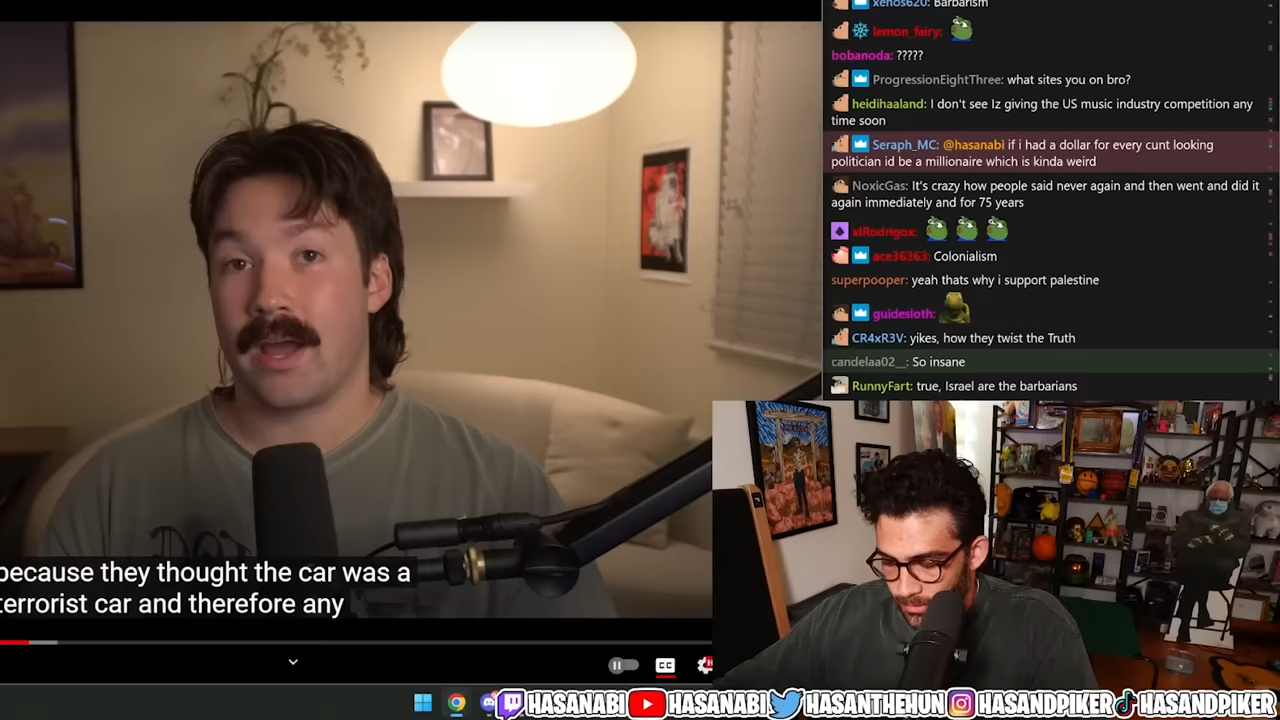 xenos620: Barbarism
lemon_fairy:
bobanoda: ?????
ProgressionEightThree: what sites you on bro?
heidihaaland: I don't see Iz giving the US music industry competition any
time soon
Seraph_MC: @hasanabi if i had a dollar for every cunt looking
politician id be a millionaire which is kinda weird
NoxicGas: It's crazy how people said never again and then went and did it
again immediately and for 75 years
xIRodrigox:
ace36363: Colonialism
superpooper: yeah thats why i support palestine
guidesloth:
CR4xR3V: yikes, how they twist the Truth
candelaa02__: So insane
RunnyFart: true, Israel are the barbarians
because they thought the car was a
terrorist car and therefore any
CC
HASANABI HASANABI HASANTHEHUN HASANDPIKER HASANDPIKER